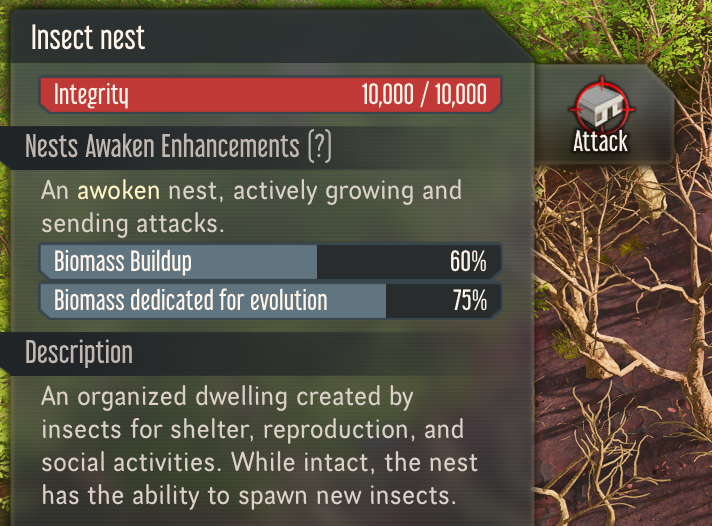 Insect nest
Integrity 10,000 / 10,000
Attack
Nests Awaken Enhancements (?)
An awoken nest, actively growing and
sending attacks.
Biomass Buildup 60%
Biomass dedicated for evolution 75%
Description
An organized dwelling created by
insects for shelter, reproduction, and
social activities. While intact, the nest
has the ability to spawn new insects.